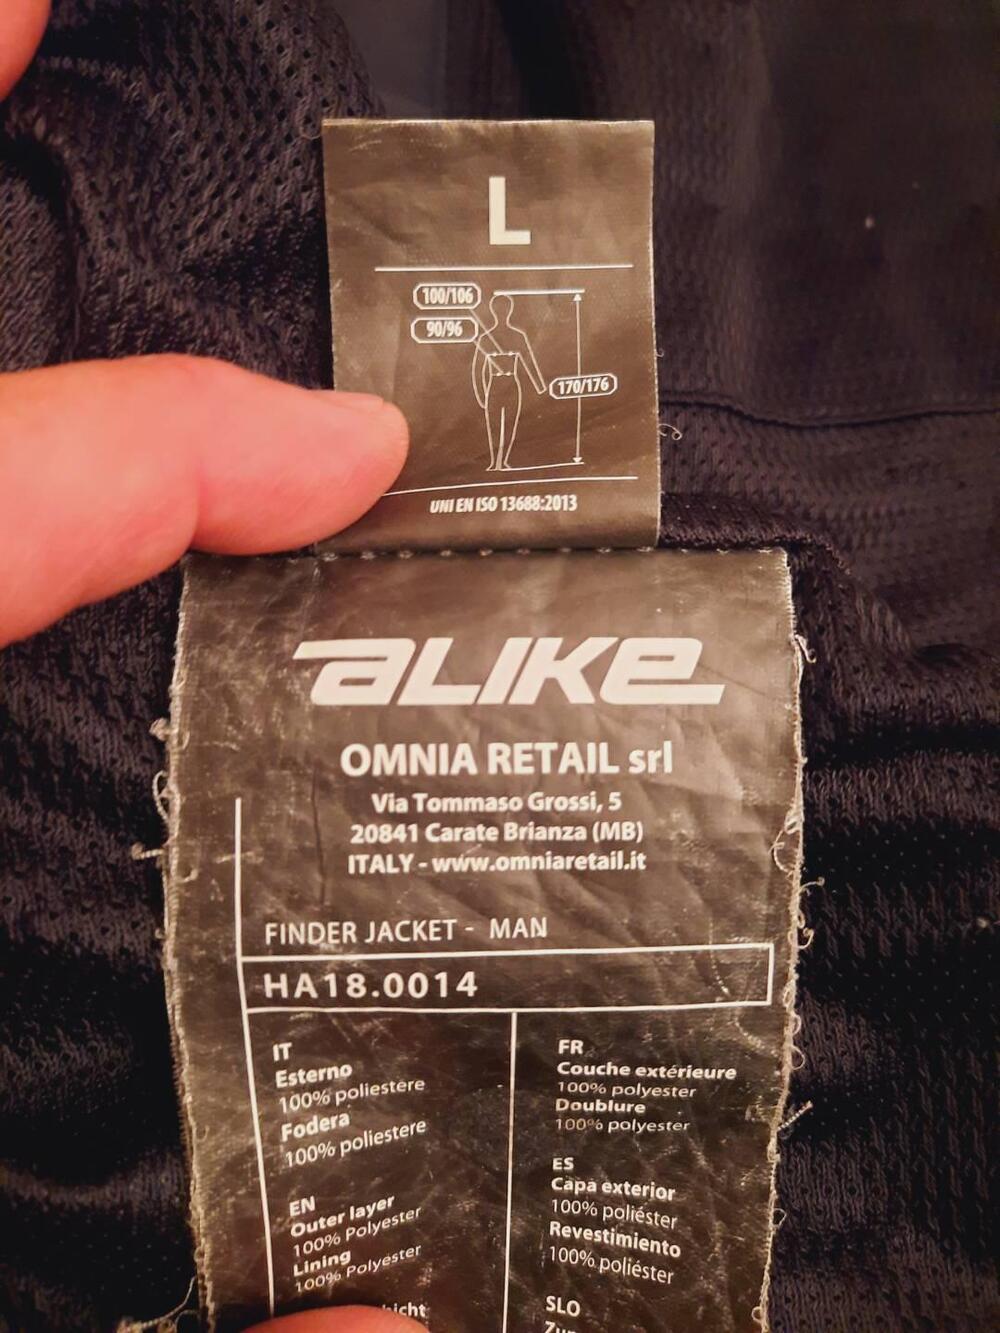 L
100/106
90/96
170/176
UNI EN ISO 13688:2013
ALIKE
OMNIA RETAIL srl
Via Tommaso Grossi, 5
20841 Carate Brianza (MB)
ITALY - www.omniaretail.it
FINDER JACKET - MAN
HA18.0014
IT
Esterno
100% poliestere
Fodera
100% poliestere
EN
Outer layer
100% Polyester
Lining
100% Polyester
FR
Couche extérieure
100% polyester
Doublure
100% polyester
ES
Capa exterior
100% poliéster
Revestimiento
100% poliéster
SLO